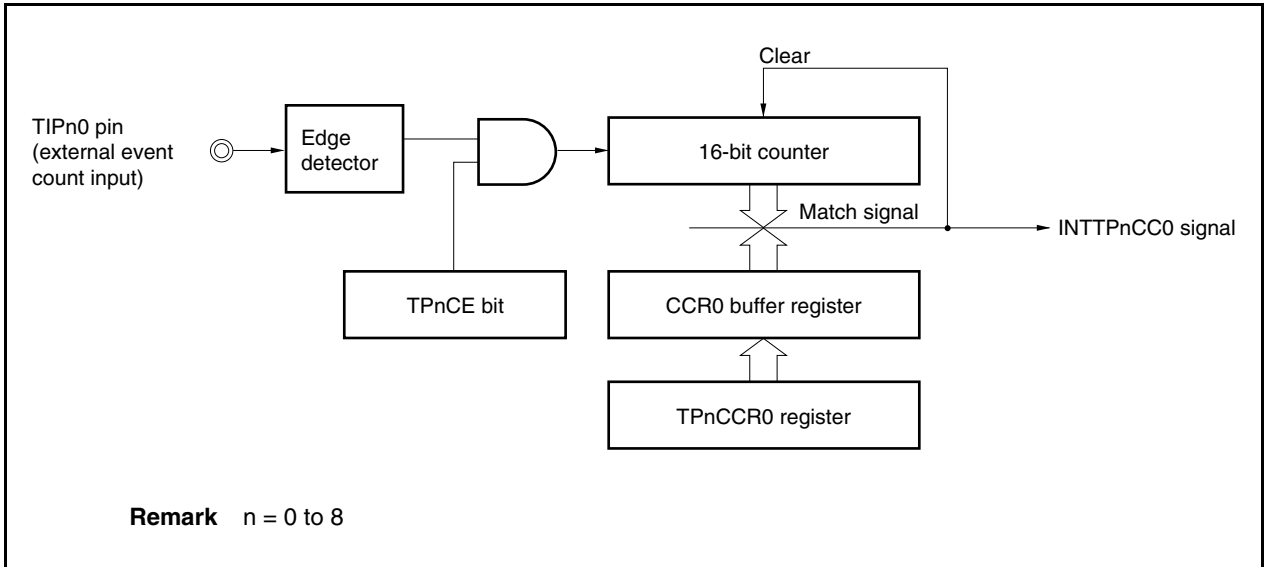 Clear
TIPn0 pin
(external event
count input)
Edge
detector
16-bit counter
Match signal
INTTPnCC0 signal
TPnCE bit
CCR0 buffer register
TPnCCR0 register
Remark n = 0 to 8